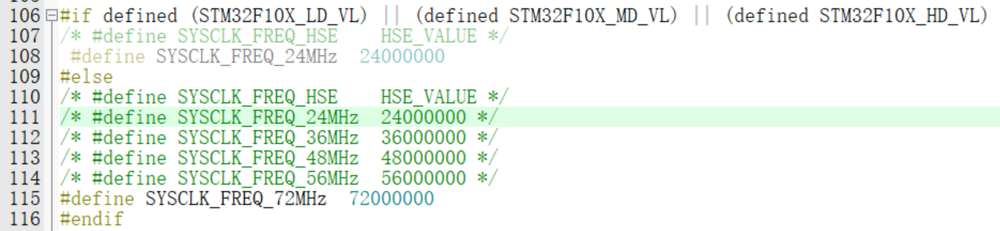 106 #if defined (STM32F10X_LD_VL) || (defined STM32F10X_MD_VL) || (defined STM32F10X_HD_VL)
107 /* #define SYSCLK_FREQ_HSE    HSE_VALUE */
108  #define SYSCLK_FREQ_24MHz  24000000
109 #else
110 /* #define SYSCLK_FREQ_HSE    HSE_VALUE */
111 /* #define SYSCLK_FREQ_24MHz  24000000 */
112 /* #define SYSCLK_FREQ_36MHz  36000000 */
113 /* #define SYSCLK_FREQ_48MHz  48000000 */
114 /* #define SYSCLK_FREQ_56MHz  56000000 */
115 #define SYSCLK_FREQ_72MHz  72000000
116 #endif